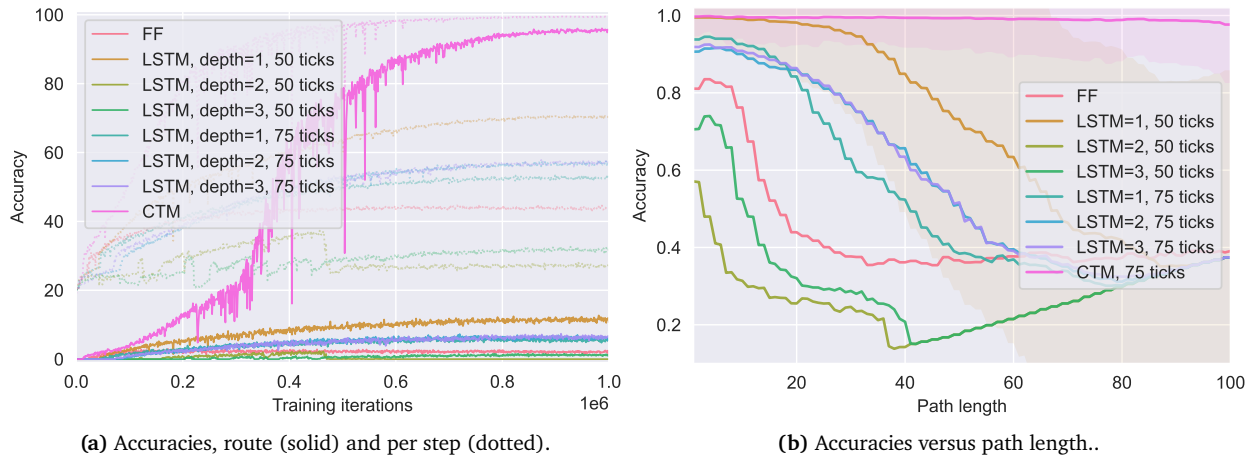 100
80
60
40
20
0
Accuracy
FF
LSTM, depth=1, 50 ticks
LSTM, depth=2, 50 ticks
LSTM, depth=3, 50 ticks
LSTM, depth=1, 75 ticks
LSTM, depth=2, 75 ticks
LSTM, depth=3, 75 ticks
CTM
0.0 0.2 0.4 0.6 0.8 1.0
1e6
Training iterations
(a) Accuracies, route (solid) and per step (dotted).
1.0
0.8
0.6
0.4
0.2
Accuracy
FF
LSTM=1, 50 ticks
LSTM=2, 50 ticks
LSTM=3, 50 ticks
LSTM=1, 75 ticks
LSTM=2, 75 ticks
LSTM=3, 75 ticks
CTM, 75 ticks
20 40 60 80 100
Path length
(b) Accuracies versus path length..